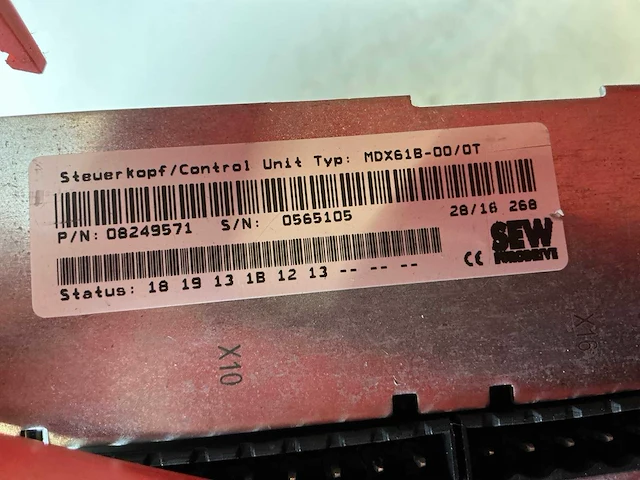 Steuerkopf/Control Unit Typ: MDX61B-00/0T
P/N: 08249571 S/N: 0565105 28/16 268
SEW
EURODRIVE
CE
Status: 18 19 13 1B 12 13 -- -- --
X10